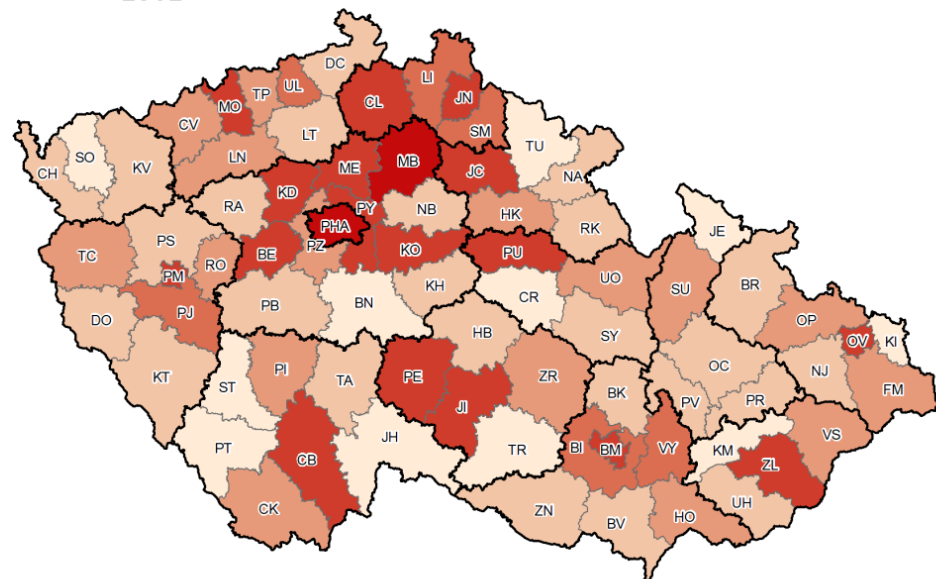 DC
UL
LI
TP
MO
CL
JN
CV
SM
LT
TU
LN
SO
MB
ME
JC
CH
KV
NA
KD
RA
PY
NB
HK
PHA
RK
JE
PS
PZ
BE
KO
PU
TC
RO
PM
UO
SU
BR
KH
PJ
PB
BN
CR
OP
DO
HB
SY
OV
KI
OC
NJ
KT
PI
ST
TA
PE
ZR
FM
BK
PV
PR
JI
VS
PT
JH
TR
BI
BM
VY
KM
CB
ZL
UH
CK
ZN
HO
BV